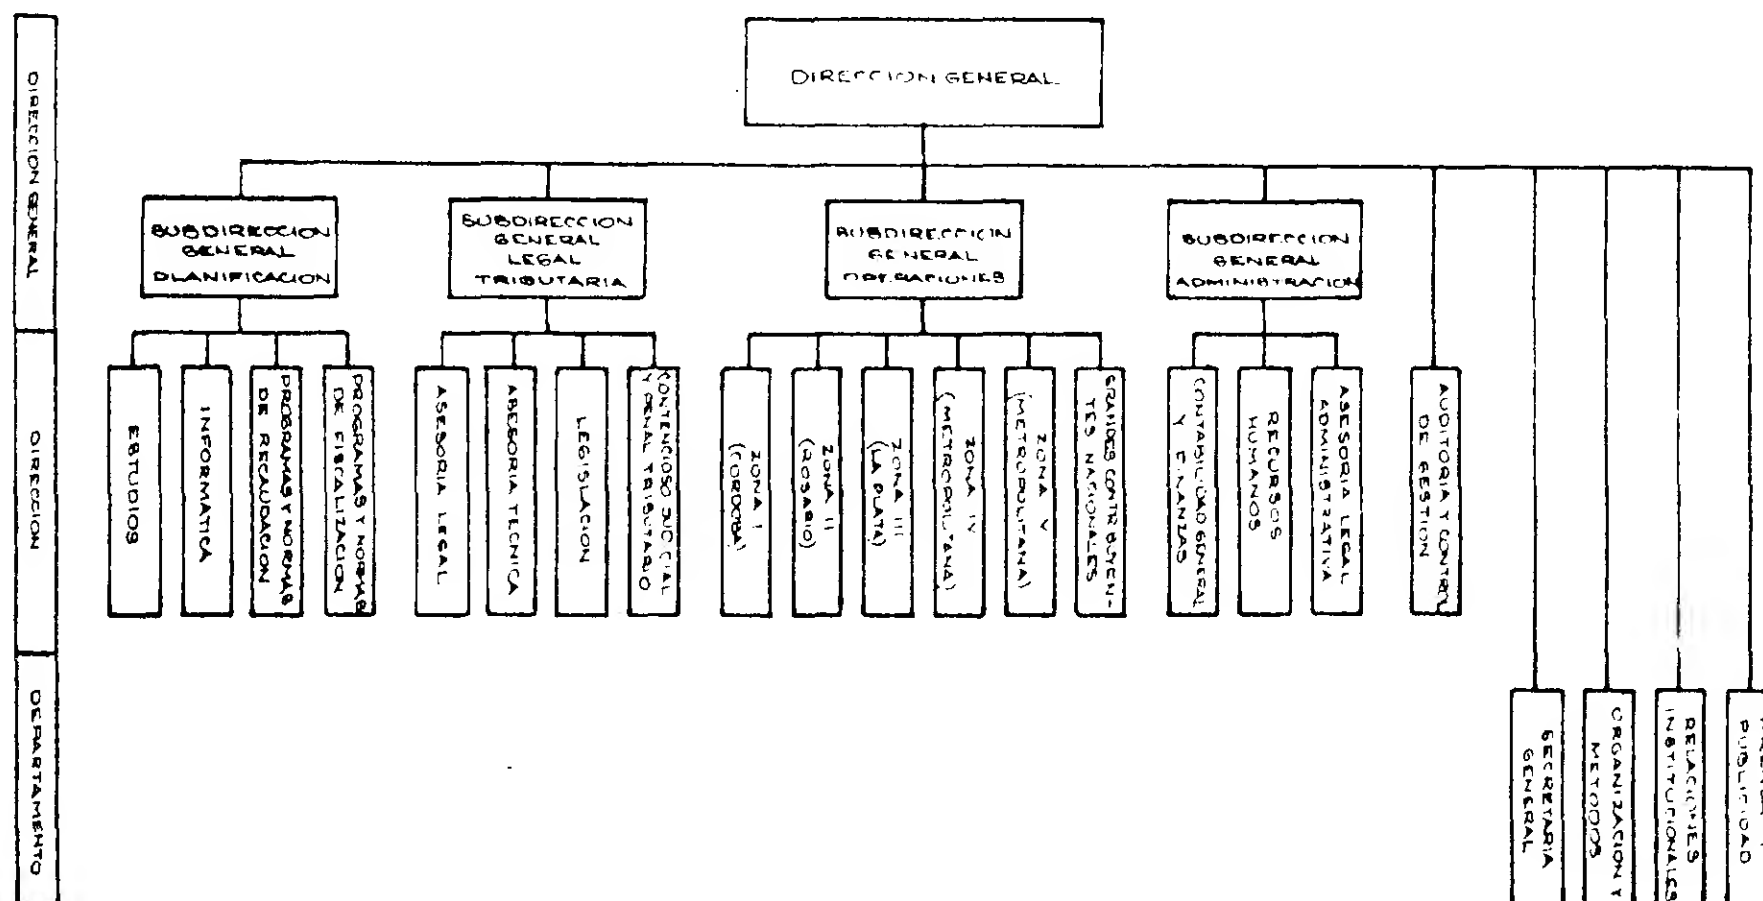 DIRECCION GENERAL
DIRECCION
DEPARTAMENTO
DIRECCION GENERAL
SUBDIRECCION
GENERAL
PLANIFICACION
SUBDIRECCION
GENERAL
LEGAL
TRIBUTARIA
SUBDIRECCION
GENERAL
OPERACIONES
SUBDIRECCION
GENERAL
ADMINISTRACION
ESTUDIOS
INFORMATICA
PROGRAMAS Y NORMAS
DE RECAUDACION
PROGRAMAS Y NORMAS
DE FISCALIZACION
ASESORIA LEGAL
ASESORIA TECNICA
LEGISLACION
CONTENCIOSO JUDICIAL
Y PENAL TRIBUTARIO
ZONA I
(CORDOBA)
ZONA II
(ROSARIO)
ZONA III
(LA PLATA)
ZONA IV
(METROPOLITANA)
ZONA V
(METROPOLITANA)
GRANDES CONTRIBUYEN-
TES NACIONALES
CONTABILIDAD GENERAL
Y FINANZAS
RECURSOS
HUMANOS
ASESORIA LEGAL
ADMINISTRATIVA
AUDITORIA Y CONTROL
DE GESTION
SECRETARIA
GENERAL
ORGANIZACION Y
METODOS
RELACIONES
INSTITUCIONALES
PUBLICIDAD